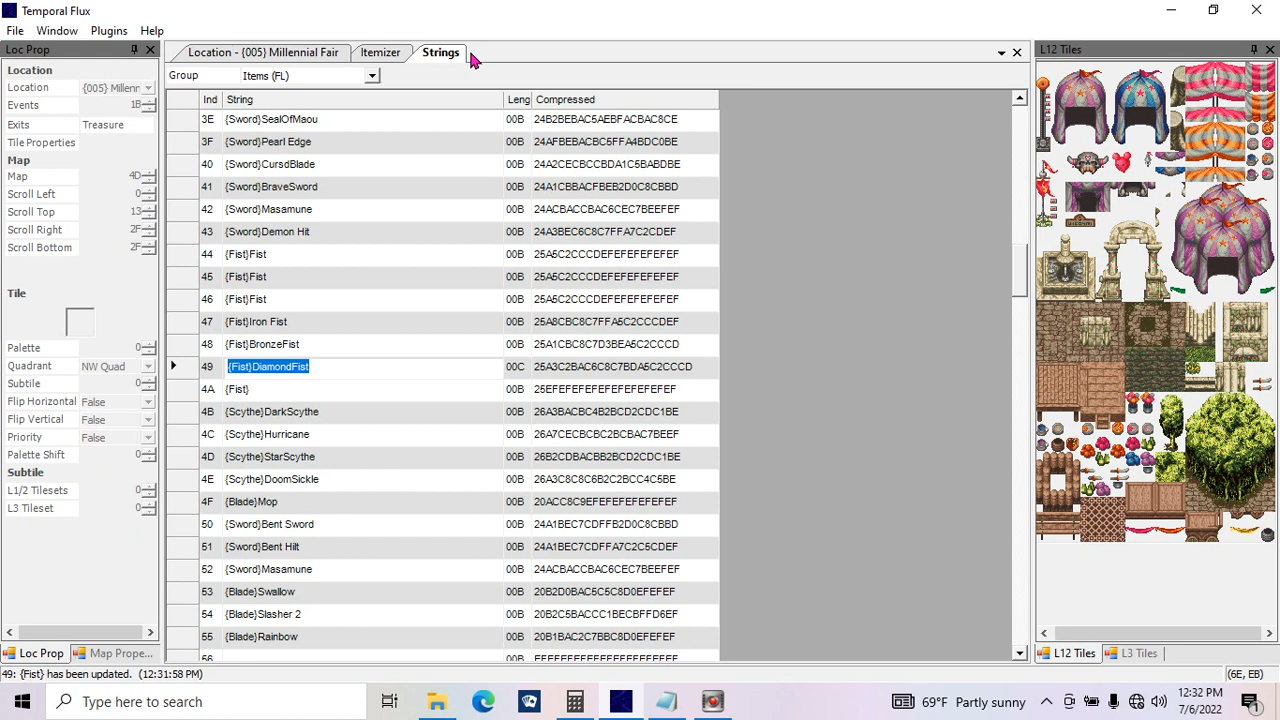 Temporal Flux
File Window Plugins Help
Loc Prop
Location - {005} Millennial Fair Itemizer Strings
L12 Tiles
Location
Location {005} Millenr
Events 1B
Exits Treasure
Tile Properties
Map
Map 4D
Scroll Left 0
Scroll Top 13
Scroll Right 2F
Scroll Bottom 2F
Tile
Palette 0
Quadrant NW Quad
Subtile 0
Flip Horizontal False
Flip Vertical False
Priority False
Palette Shift 0
Subtile
L1/2 Tilesets 0
L3 Tileset 0
Loc Prop Map Prope...
Group Items (FL)
Ind String Leng Compressed
3E {Sword}SealOfMaou 00B 24B2BEBAC5AEBFACBAC8CE
3F {Sword}Pearl Edge 00B 24AFBEBACBC5FFA4BDC0BE
40 {Sword}CursdBlade 00B 24A2CECBCCBDA1C5BABDBE
41 {Sword}BraveSword 00B 24A1CBBACFBEB2D0C8CBBD
42 {Sword}Masamune 00B 24ACBACCBAC6CEC7BEEFEF
43 {Sword}Demon Hit 00B 24A3BEC6C8C7FFA7C2CDEF
44 {Fist}Fist 00B 25A5C2CCCDEFEFEFEFEFEF
45 {Fist}Fist 00B 25A5C2CCCDEFEFEFEFEFEF
46 {Fist}Fist 00B 25A5C2CCCDEFEFEFEFEFEF
47 {Fist}Iron Fist 00B 25A8CBC8C7FFA5C2CCCDEF
48 {Fist}BronzeFist 00B 25A1CBC8C7D3BEA5C2CCCD
49 {Fist}DiamondFist 00C 25A3C2BAC6C8C7BDA5C2CCCD
4A {Fist} 00B 25EFEFEFEFEFEFEFEFEFEF
4B {Scythe}DarkScythe 00B 26A3BACBC4B2BCD2CDC1BE
4C {Scythe}Hurricane 00B 26A7CECBCBC2BCBAC7BEEF
4D {Scythe}StarScythe 00B 26B2CDBACBB2BCD2CDC1BE
4E {Scythe}DoomSickle 00B 26A3C8C8C6B2C2BCC4C5BE
4F {Blade}Mop 00B 20ACC8C9EFEFEFEFEFEFEF
50 {Sword}Bent Sword 00B 24A1BEC7CDFFB2D0C8CBBD
51 {Sword}Bent Hilt 00B 24A1BEC7CDFFA7C2C5CDEF
52 {Sword}Masamune 00B 24ACBACCBAC6CEC7BEEFEF
53 {Blade}Swallow 00B 20B2D0BAC5C5C8D0EFEFEF
54 {Blade}Slasher 2 00B 20B2C5BACCC1BECBFFD6EF
55 {Blade}Rainbow 00B 20B1BAC2C7BBC8D0EFEFEF
56 00B EFEFEFEFEFEFEFEFEFEFEF
L12 Tiles L3 Tiles
49: {Fist} has been updated. (12:31:58 PM)
(6E, EB)
Type here to search
69°F Partly sunny
12:32 PM
7/6/2022
1